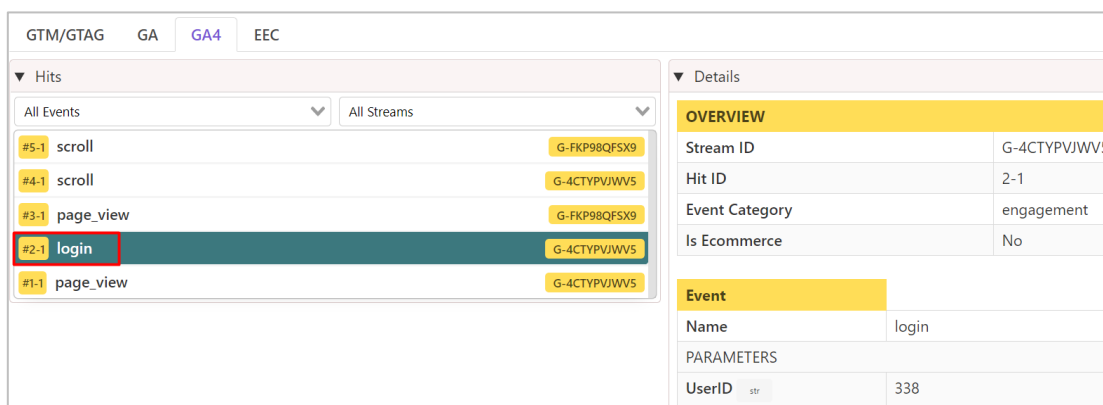 GTM/GTAG GA GA4 EEC
▼ Hits
All Events All Streams
#5-1 scroll G-FKP98QFSX9
#4-1 scroll G-4CTYPVJWV5
#3-1 page_view G-FKP98QFSX9
#2-1 login G-4CTYPVJWV5
#1-1 page_view G-4CTYPVJWV5
▼ Details
OVERVIEW
Stream ID G-4CTYPVJWV5
Hit ID 2-1
Event Category engagement
Is Ecommerce No
Event
Name login
PARAMETERS
UserID str 338